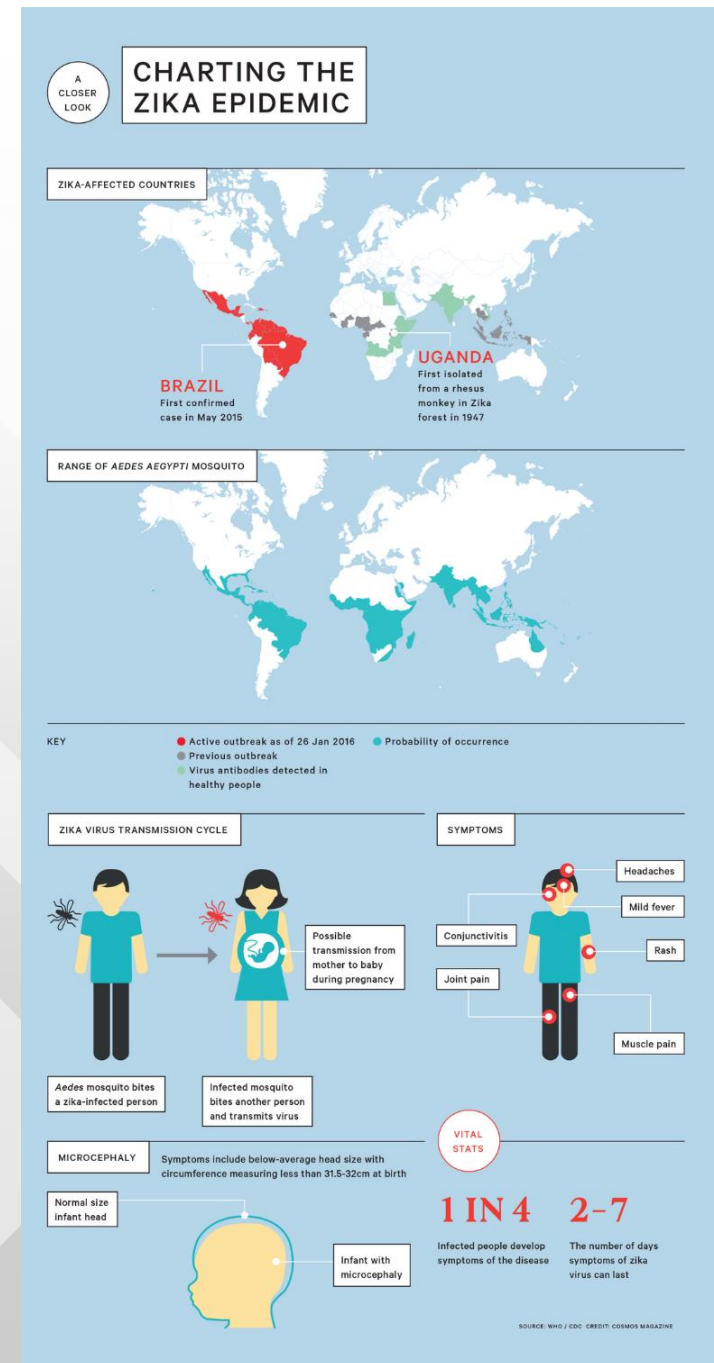 A
CLOSER
LOOK
CHARTING THE
ZIKA EPIDEMIC
ZIKA-AFFECTED COUNTRIES
BRAZIL
First confirmed
case in May 2015
UGANDA
First isolated
from a rhesus
monkey in Zika
forest in 1947
RANGE OF AEDES AEGYPTI MOSQUITO
KEY
Active outbreak as of 26 Jan 2016
Previous outbreak
Virus antibodies detected in
healthy people
Probability of occurrence
ZIKA VIRUS TRANSMISSION CYCLE
Possible
transmission from
mother to baby
during pregnancy
Aedes mosquito bites
a zika-infected person
Infected mosquito
bites another person
and transmits virus
SYMPTOMS
Headaches
Mild fever
Conjunctivitis
Rash
Joint pain
Muscle pain
MICROCEPHALY
Symptoms include below-average head size with
circumference measuring less than 31.5-32cm at birth
Normal size
infant head
Infant with
microcephaly
VITAL
STATS
1 IN 4
Infected people develop
symptoms of the disease
2–7
The number of days
symptoms of zika
virus can last
SOURCE: WHO / CDC CREDIT: COSMOS MAGAZINE